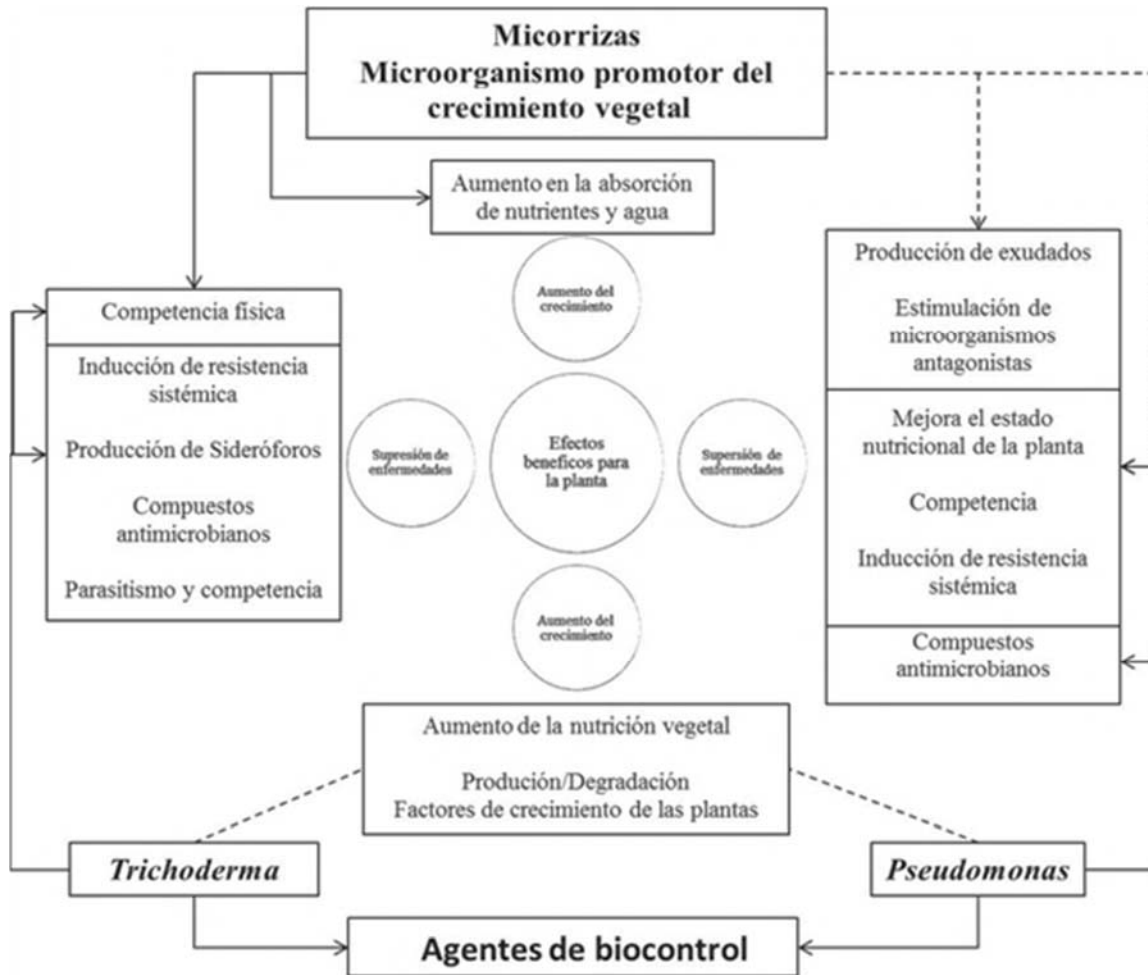 Micorrizas
Microorganismo promotor del
crecimiento vegetal
Aumento en la absorción
de nutrientes y agua
Aumento del
crecimiento
Competencia física
Inducción de resistencia
sistémica
Producción de Sideróforos
Compuestos
antimicrobianos
Parasitismo y competencia
Supresión de
enfermedades
Efectos
beneficos para
la planta
Supersión de
enfermedades
Producción de exudados
Estimulación de
microorganismos
antagonistas
Mejora el estado
nutricional de la planta
Competencia
Inducción de resistencia
sistémica
Compuestos
antimicrobianos
Aumento del
crecimiento
Aumento de la nutrición vegetal
Produción/Degradación
Factores de crecimiento de las plantas
Trichoderma
Pseudomonas
Agentes de biocontrol